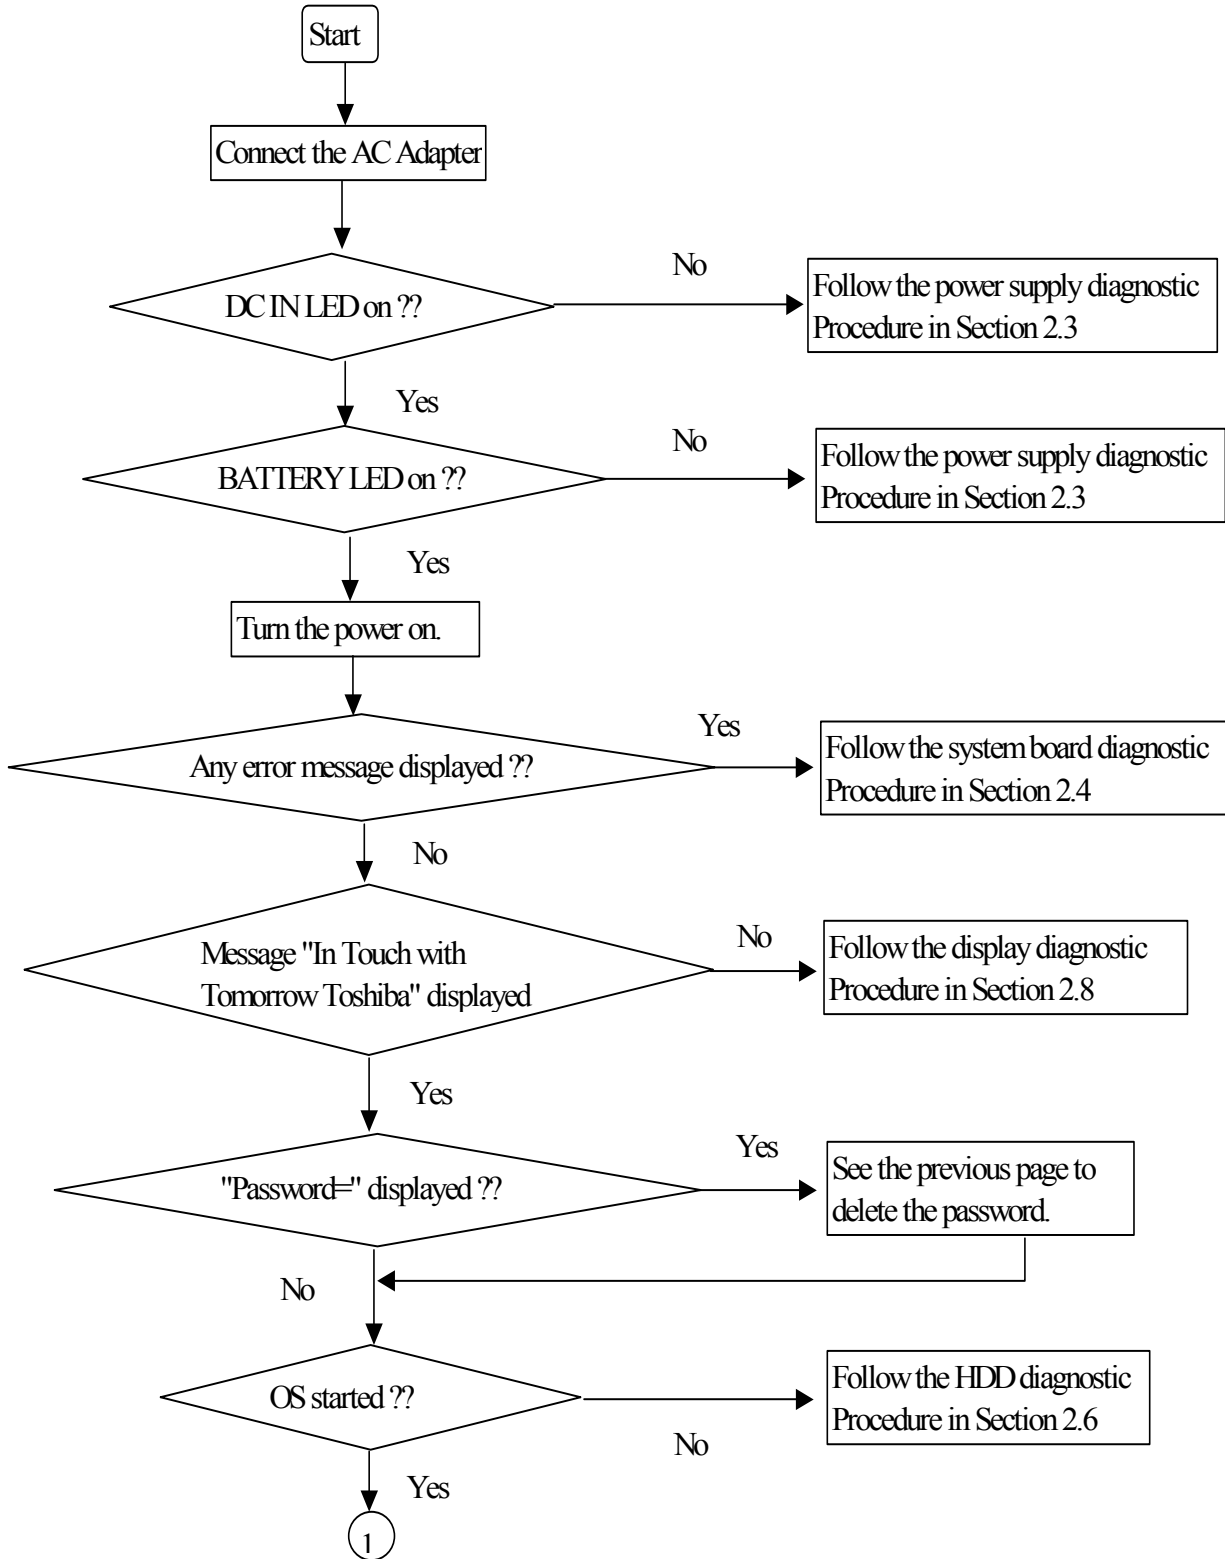 Start
Connect the AC Adapter
No
DC IN LED on ??
Follow the power supply diagnostic
Procedure in Section 2.3
Yes
No
BATTERY LED on ??
Follow the power supply diagnostic
Procedure in Section 2.3
Yes
Turn the power on.
Yes
Any error message displayed ??
Follow the system board diagnostic
Procedure in Section 2.4
No
No
Message "In Touch with
Tomorrow Toshiba" displayed
Follow the display diagnostic
Procedure in Section 2.8
Yes
Yes
"Password=" displayed ??
See the previous page to
delete the password.
No
OS started ??
Follow the HDD diagnostic
Procedure in Section 2.6
No
Yes
1